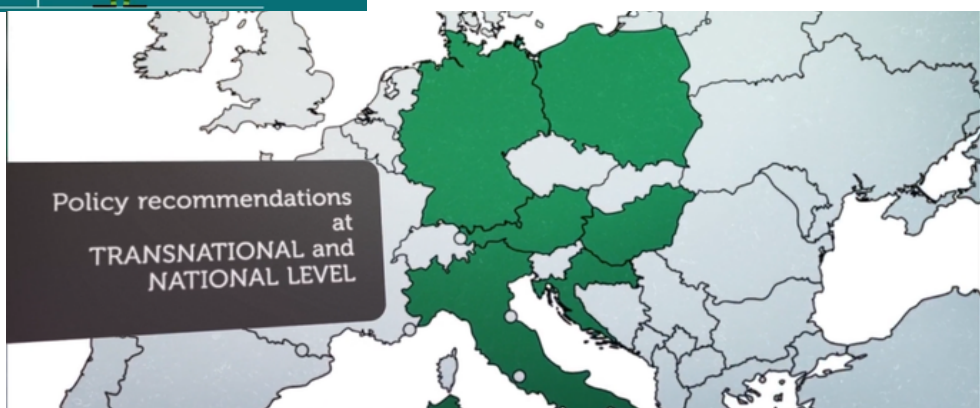 Policy recommendations
at
TRANSNATIONAL and
NATIONAL LEVEL